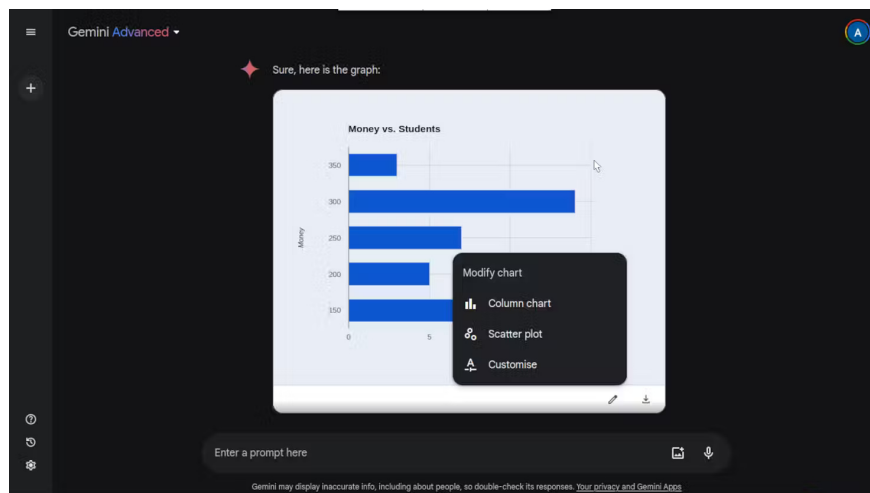 Gemini Advanced
A
Sure, here is the graph:
Money vs. Students
350
300
250
200
150
Money
0
5
Modify chart
Column chart
Scatter plot
Customise
Enter a prompt here
Gemini may display inaccurate info, including about people, so double-check its responses. Your privacy and Gemini Apps